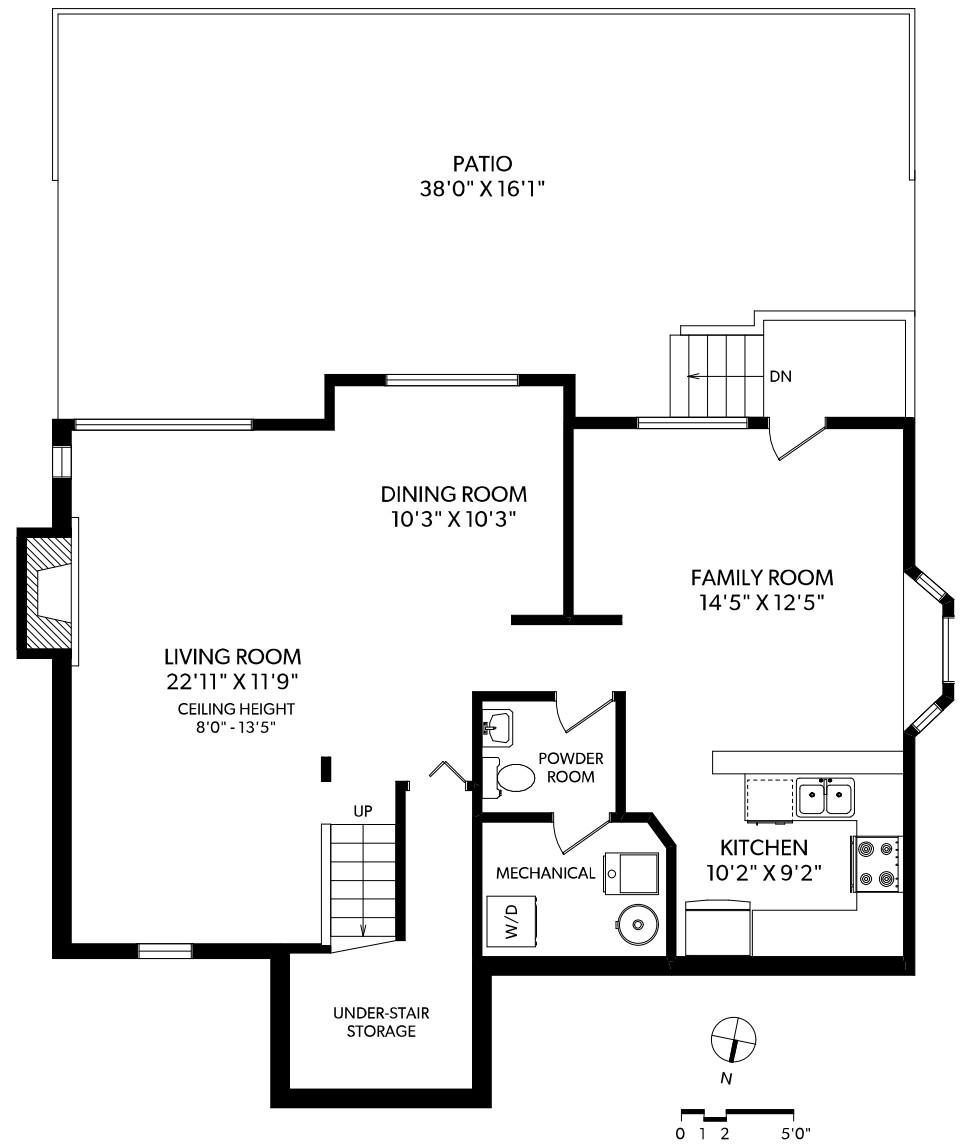 PATIO
38'0" X 16'1"
DN
DINING ROOM
10'3" X 10'3"
FAMILY ROOM
14'5" X 12'5"
LIVING ROOM
22'11" X 11'9"
CEILING HEIGHT
8'0" - 13'5"
POWDER
ROOM
UP
KITCHEN
10'2" X 9'2"
MECHANICAL
W/D
UNDER-STAIR
STORAGE
N
0 1 2 5'0"